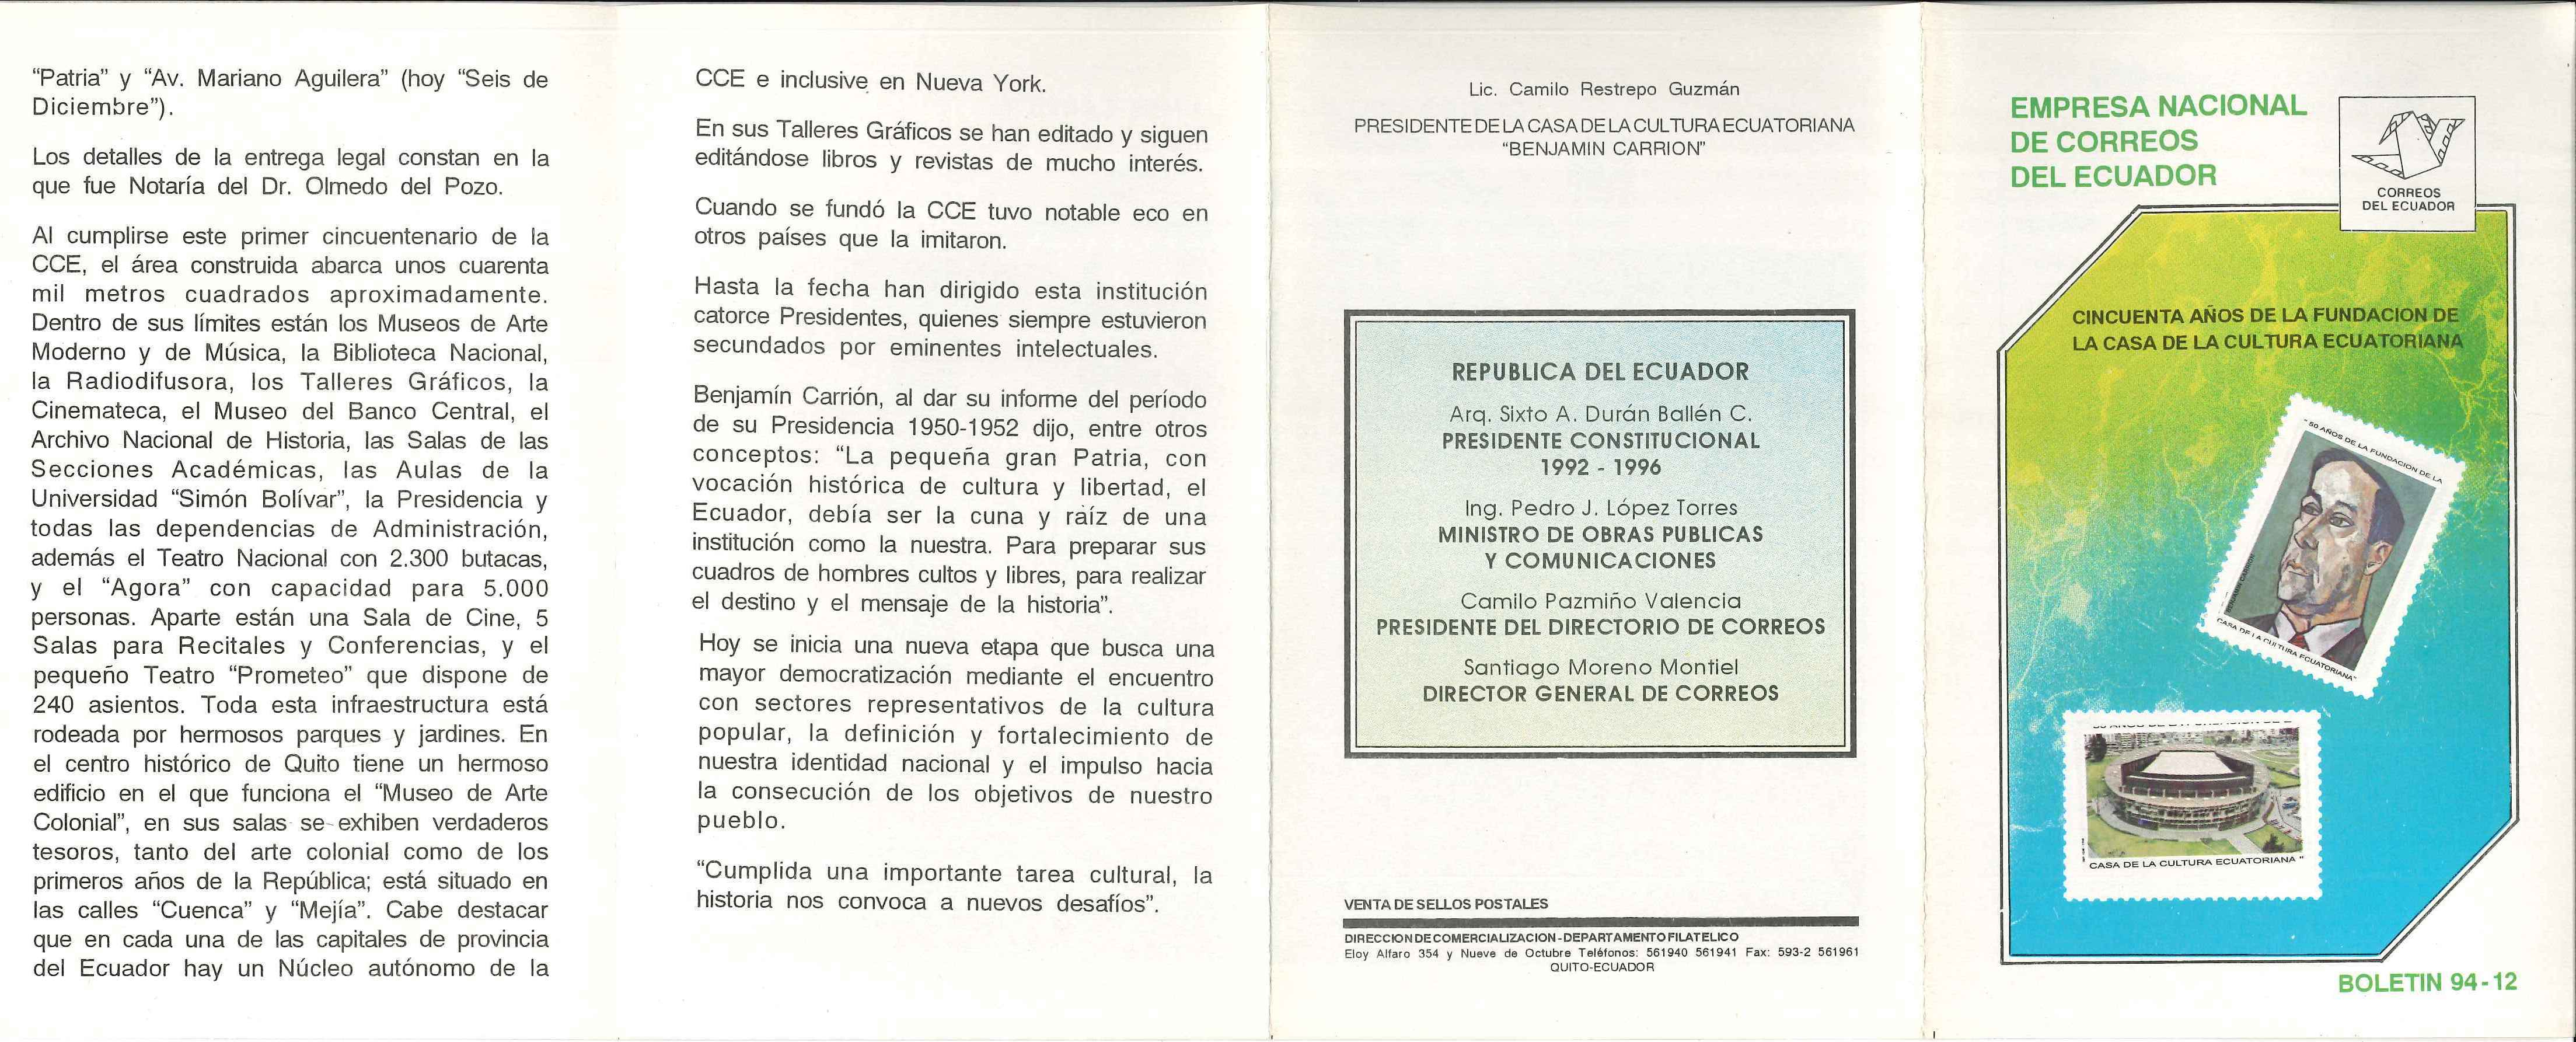 “Patria” y “Av. Mariano Aguilera” (hoy “Seis de
Diciembre”).
Los detalles de la entrega legal constan en la
que fue Notaría del Dr. Olmedo del Pozo.
Al cumplirse este primer cincuentenario de la
CCE, el área construida abarca unos cuarenta
mil metros cuadrados aproximadamente.
Dentro de sus límites están los Museos de Arte
Moderno y de Música, la Biblioteca Nacional,
la Radiodifusora, los Talleres Gráficos, la
Cinemateca, el Museo del Banco Central, el
Archivo Nacional de Historia, las Salas de las
Secciones Académicas, las Aulas de la
Universidad “Simón Bolívar”, la Presidencia y
todas las dependencias de Administración,
además el Teatro Nacional con 2.300 butacas,
y el “Agora” con capacidad para 5.000
personas. Aparte están una Sala de Cine, 5
Salas para Recitales y Conferencias, y el
pequeño Teatro “Prometeo” que dispone de
240 asientos. Toda esta infraestructura está
rodeada por hermosos parques y jardines. En
el centro histórico de Quito tiene un hermoso
edificio en el que funciona el “Museo de Arte
Colonial”, en sus salas se exhiben verdaderos
tesoros, tanto del arte colonial como de los
primeros años de la República; está situado en
las calles “Cuenca” y “Mejía”. Cabe destacar
que en cada una de las capitales de provincia
del Ecuador hay un Núcleo autónomo de la
CCE e inclusive en Nueva York.
En sus Talleres Gráficos se han editado y siguen
editándose libros y revistas de mucho interés.
Cuando se fundó la CCE tuvo notable eco en
otros países que la imitaron.
Hasta la fecha han dirigido esta institución
catorce Presidentes, quienes siempre estuvieron
secundados por eminentes intelectuales.
Benjamín Carrión, al dar su informe del período
de su Presidencia 1950-1952 dijo, entre otros
conceptos: “La pequeña gran Patria, con
vocación histórica de cultura y libertad, el
Ecuador, debía ser la cuna y raíz de una
institución como la nuestra. Para preparar sus
cuadros de hombres cultos y libres, para realizar
el destino y el mensaje de la historia”.
Hoy se inicia una nueva etapa que busca una
mayor democratización mediante el encuentro
con sectores representativos de la cultura
popular, la definición y fortalecimiento de
nuestra identidad nacional y el impulso hacia
la consecución de los objetivos de nuestro
pueblo.
“Cumplida una importante tarea cultural, la
historia nos convoca a nuevos desafíos”.
Lic. Camilo Restrepo Guzmán
PRESIDENTE DE LA CASA DE LA CULTURA ECUATORIANA
“BENJAMIN CARRION”
REPUBLICA DEL ECUADOR
Arq. Sixto A. Durán Ballén C.
PRESIDENTE CONSTITUCIONAL
1992 - 1996
Ing. Pedro J. López Torres
MINISTRO DE OBRAS PUBLICAS
Y COMUNICACIONES
Camilo Pazmiño Valencia
PRESIDENTE DEL DIRECTORIO DE CORREOS
Santiago Moreno Montiel
DIRECTOR GENERAL DE CORREOS
VENTA DE SELLOS POSTALES
DIRECCION DE COMERCIALIZACION - DEPARTAMENTO FILATELICO
Eloy Alfaro 354 y Nueve de Octubre Teléfonos: 561940 561941 Fax: 593-2 561961
QUITO-ECUADOR
EMPRESA NACIONAL
DE CORREOS
DEL ECUADOR
CORREOS
DEL ECUADOR
CINCUENTA AÑOS DE LA FUNDACION DE
LA CASA DE LA CULTURA ECUATORIANA
“50 AÑOS DE LA FUNDACION DE LA
BENJAMIN CARRION
CASA DE LA CULTURA ECUATORIANA”
CASA DE LA CULTURA ECUATORIANA ”
BOLETIN 94-12